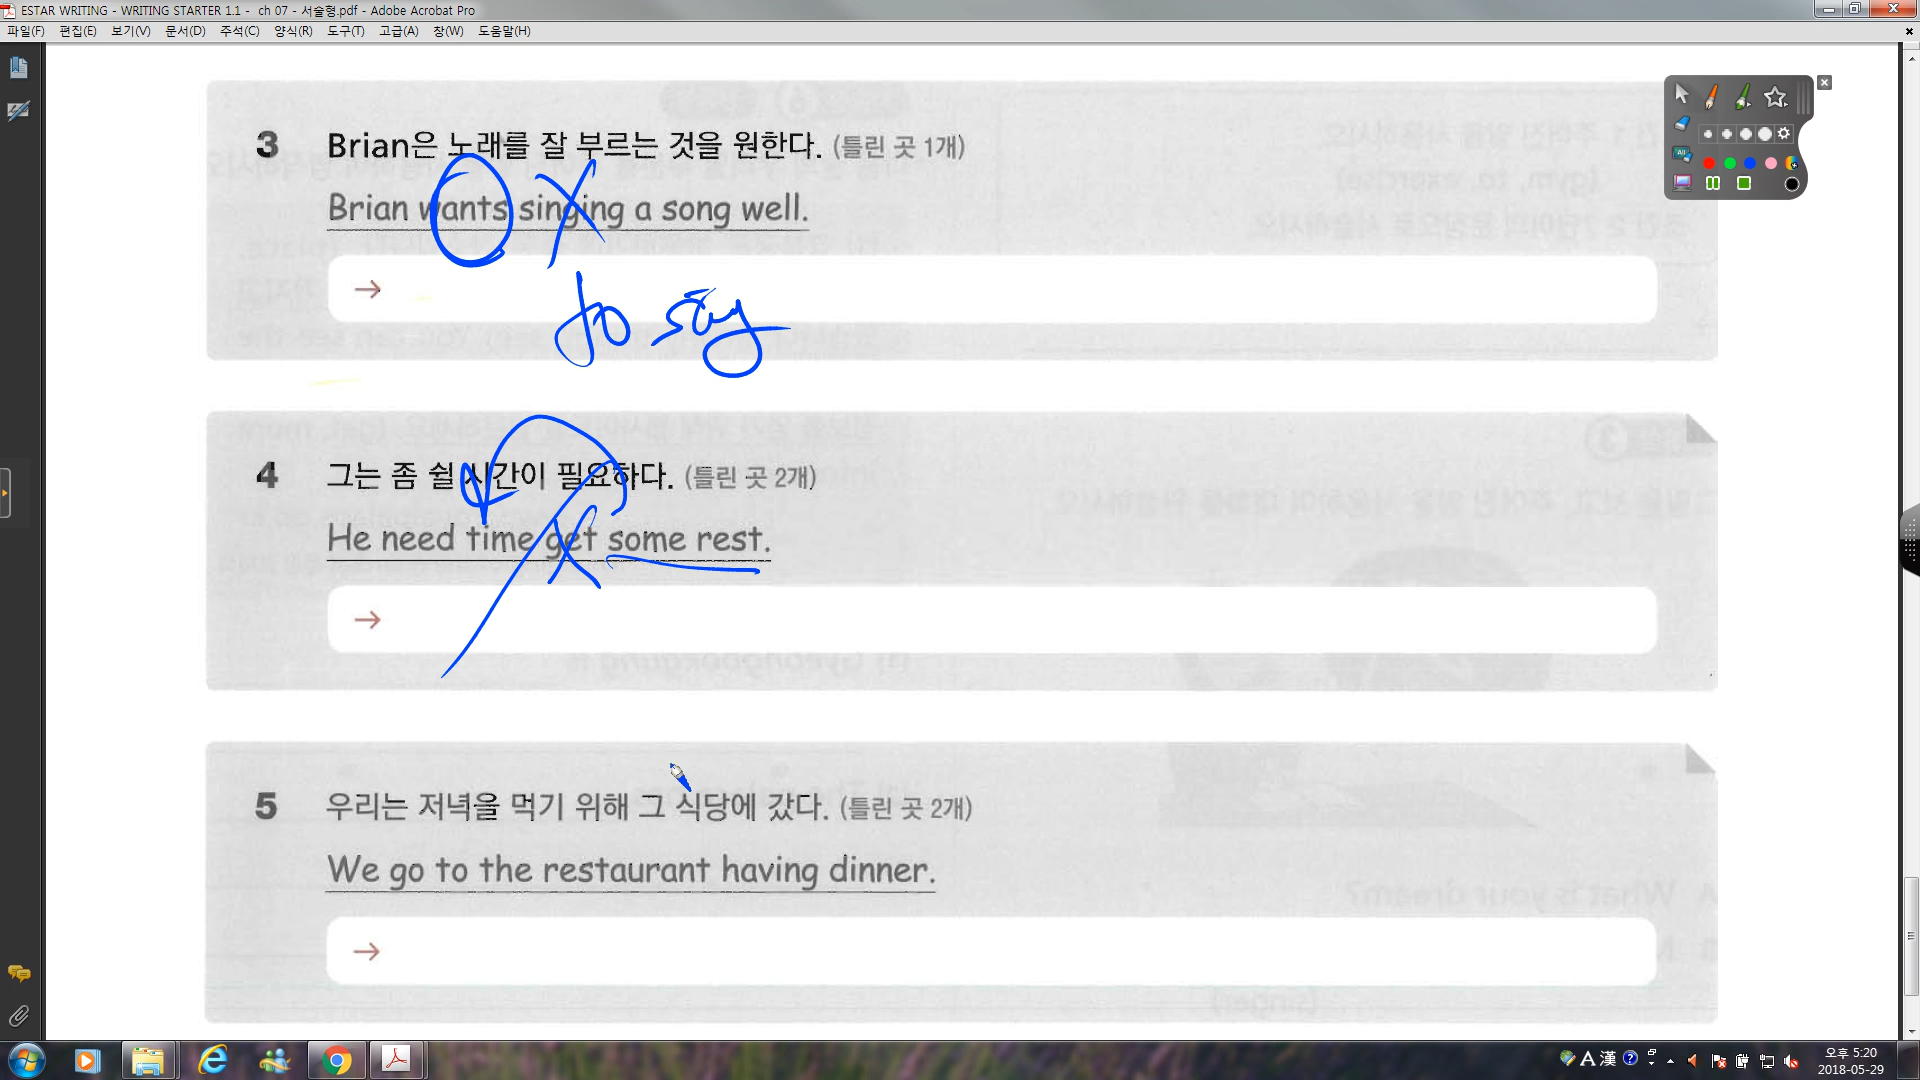 ESTAR WRITING - WRITING STARTER 1.1 - ch 07 - 서술형.pdf - Adobe Acrobat Pro
파일(F) 편집(E) 보기(V) 문서(D) 주석(C) 양식(R) 도구(T) 고급(A) 창(W) 도움말(H)
3 Brian은 노래를 잘 부르는 것을 원한다. (틀린 곳 1개)
Brian wants singing a song well.
→
to
4 그는 좀 쉴 시간이 필요하다. (틀린 곳 2개)
He need time get some rest.
→
5 우리는 저녁을 먹기 위해 그 식당에 갔다. (틀린 곳 2개)
We go to the restaurant having dinner.
→
A 漢
오후 5:20
2018-05-29